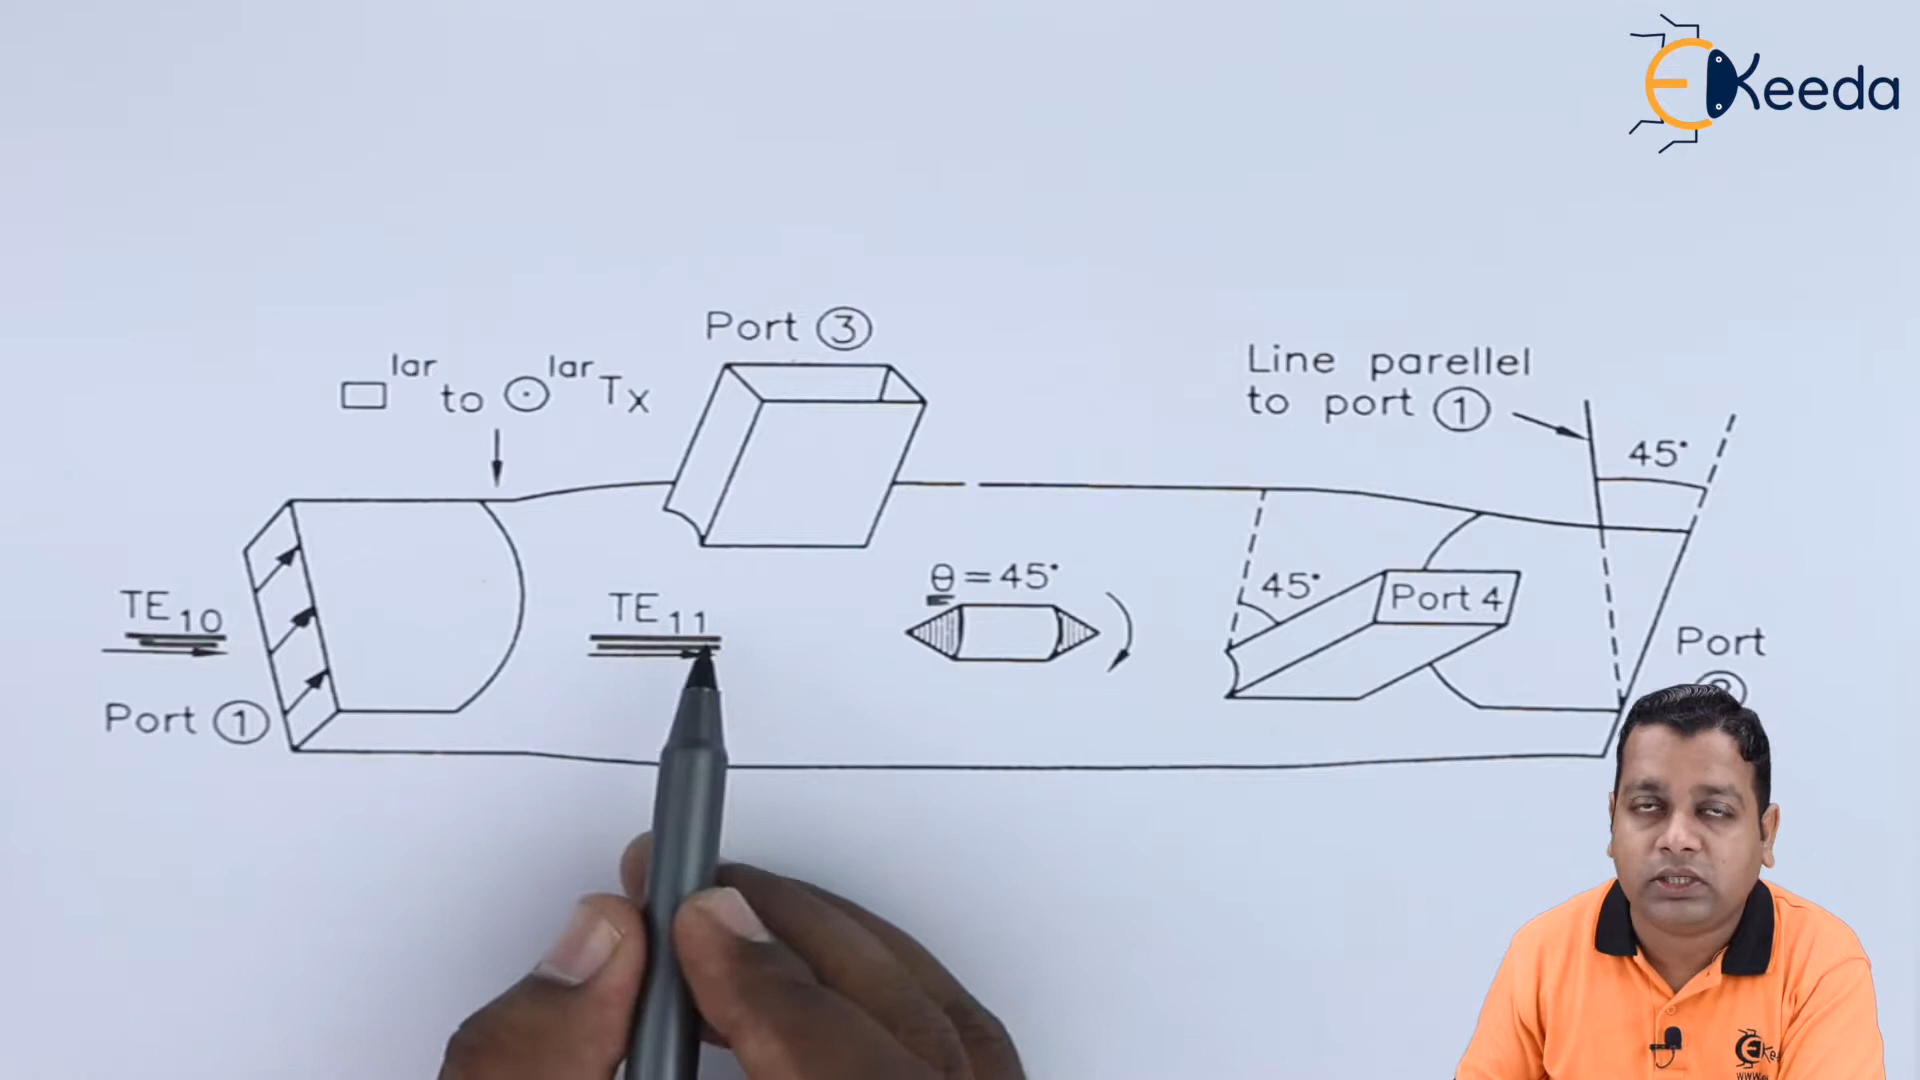 EKeeda
Port ③
□lar to ⊙lar Tx
Line parellel
to port ①
45°
TE10
TE11
θ=45°
45°
Port 4
Port
Port ①